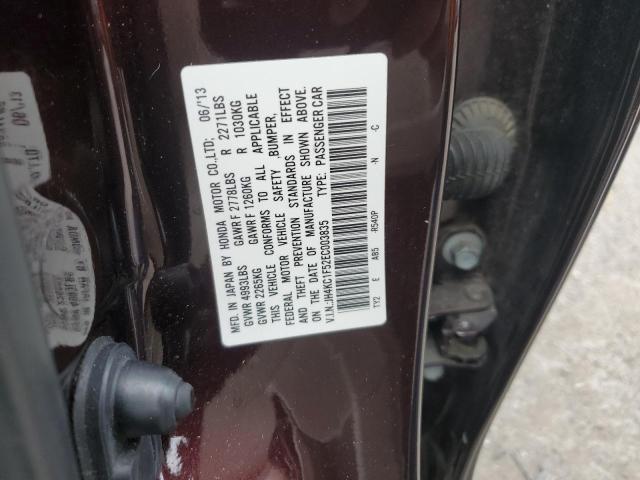 MFD. IN JAPAN BY HONDA MOTOR CO.,LTD; 06/'13
GVWR 4993LBS GAWR F 2778LBS R 2271LBS
GVWR 2265KG GAWR F 1260KG R 1030KG
THIS VEHICLE CONFORMS TO ALL APPLICABLE
FEDERAL MOTOR VEHICLE SAFETY ,BUMPER,
AND THEFT PREVENTION STANDARDS IN EFFECT
ON THE DATE OF MANUFACTURE SHOWN ABOVE.
V.I.N.:JH4KC1F52EC003835 TYPE: PASSENGER CAR
TY2 E AB5 R540P -N -C